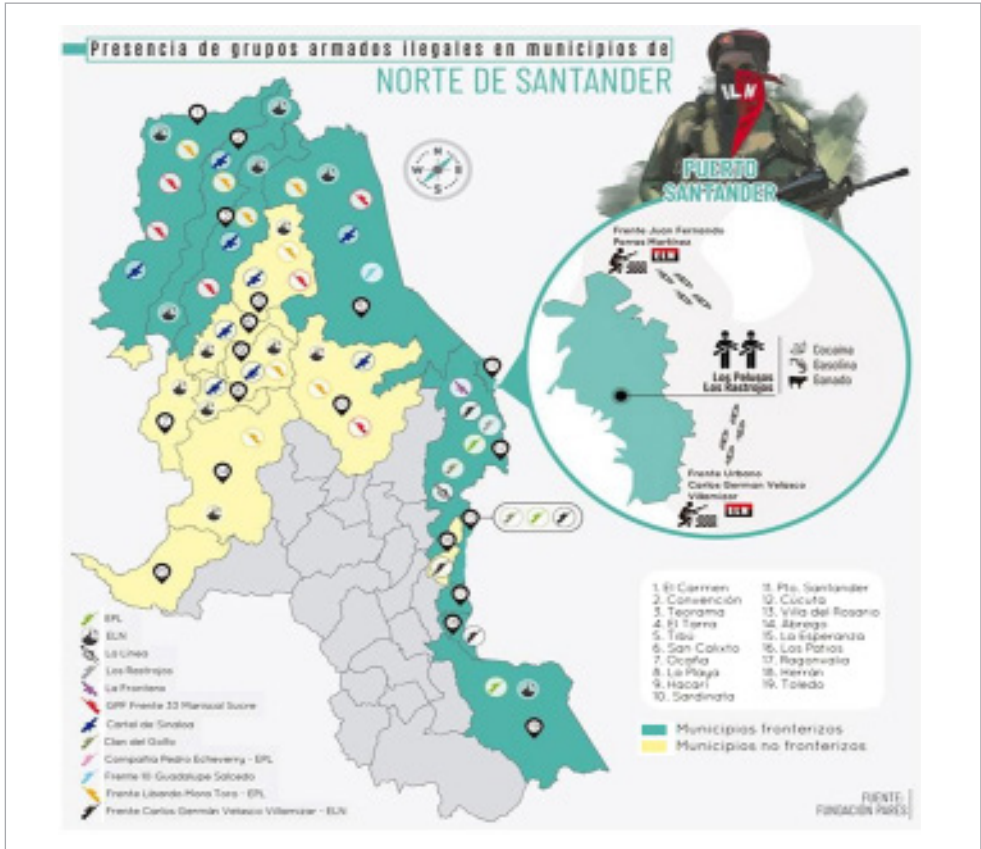 Presencia de grupos armados ilegales en municipios de
NORTE DE SANTANDER
ELN
PUERTO
SANTANDER
Frente Juan Fernando
Porras Martínez
ELN
Los Pelusos
Los Rastrojos
Cocaína
Gasolina
Ganado
Frente Urbano
Carlos Germán Velasco
Villamizar
ELN
N
W
E
S
1. El Carmen
2. Convención
3. Teorama
4. El Tarra
5. Tibú
6. San Calixto
7. Ocaña
8. La Playa
9. Hacarí
10. Sardinata
11. Pto. Santander
12. Cúcuta
13. Villa del Rosario
14. Abrego
15. La Esperanza
16. Los Patios
17. Ragonvalia
18. Herrán
19. Toledo
Municipios fronterizos
Municipios no fronterizos
EPL
ELN
La Línea
Los Rastrojos
La Frontera
GPF Frente 33 Mariscal Sucre
Cartel de Sinaloa
Clan del Golfo
Compañía Pedro Echeverry - EPL
Frente 10 Guadalupe Salcedo
Frente Libardo Mora Toro - EPL
Frente Carlos Germán Velasco Villamizar - ELN
FUENTE:
FUNDACIÓN PARES